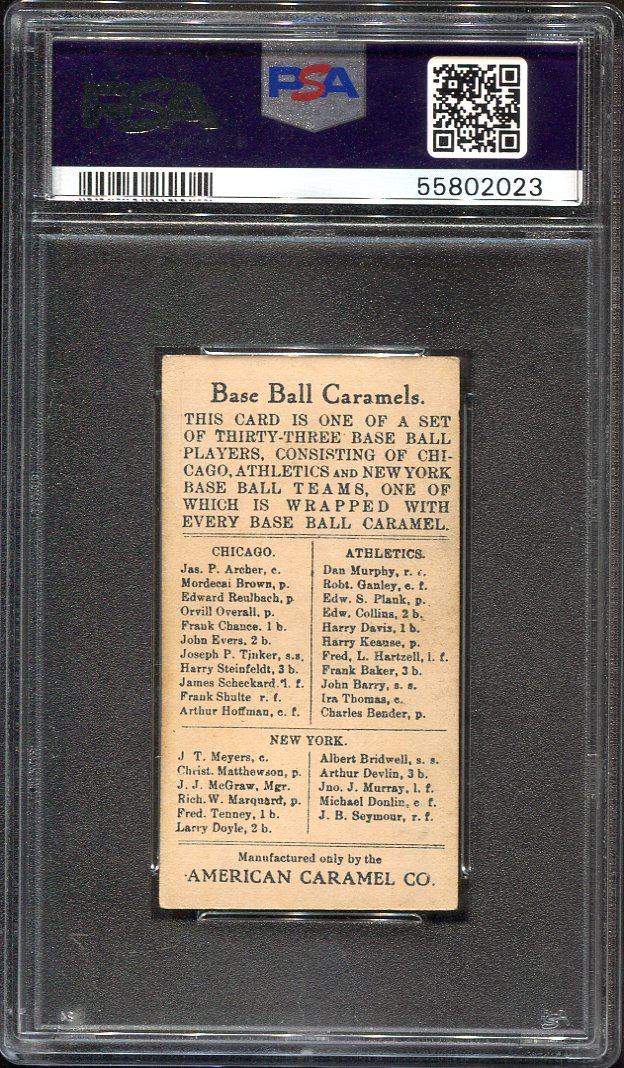 PSA
PSA
55802023
Base Ball Caramels.
THIS CARD IS ONE OF A SET
OF THIRTY-THREE BASE BALL
PLAYERS, CONSISTING OF CHI-
CAGO, ATHLETICS AND NEW YORK
BASE BALL TEAMS, ONE OF
WHICH IS WRAPPED WITH
EVERY BASE BALL CARAMEL.
CHICAGO.
Jas. P. Archer, c.
Mordecai Brown, p.
Edward Reulbach, p.
Orvill Overall, p.
Frank Chance. 1 b.
John Evers, 2 b.
Joseph P. Tinker, s.s.
Harry Steinfeldt, 3 b.
James Scheckard. l. f.
Frank Shulte r. f.
Arthur Hoffman, c. f.
ATHLETICS.
Dan Murphy, r. f.
Robt. Ganley, c. f.
Edw. S. Plank, p.
Edw. Collins, 2 b.
Harry Davis, 1 b.
Harry Keause, p.
Fred, L. Hartzell, l. f.
Frank Baker, 3 b.
John Barry, s. s.
Ira Thomas, c.
Charles Bender, p.
NEW YORK.
J T. Meyers, c.
Christ. Matthewson, p.
J. J. McGraw, Mgr.
Rich. W. Marquard, p.
Fred. Tenney, 1 b.
Larry Doyle, 2 b.
Albert Bridwell, s. s.
Arthur Devlin, 3 b.
Jno. J. Murray, l. f.
Michael Donlin, c f.
J. B. Seymour, r. f.
Manufactured only by the
AMERICAN CARAMEL CO.